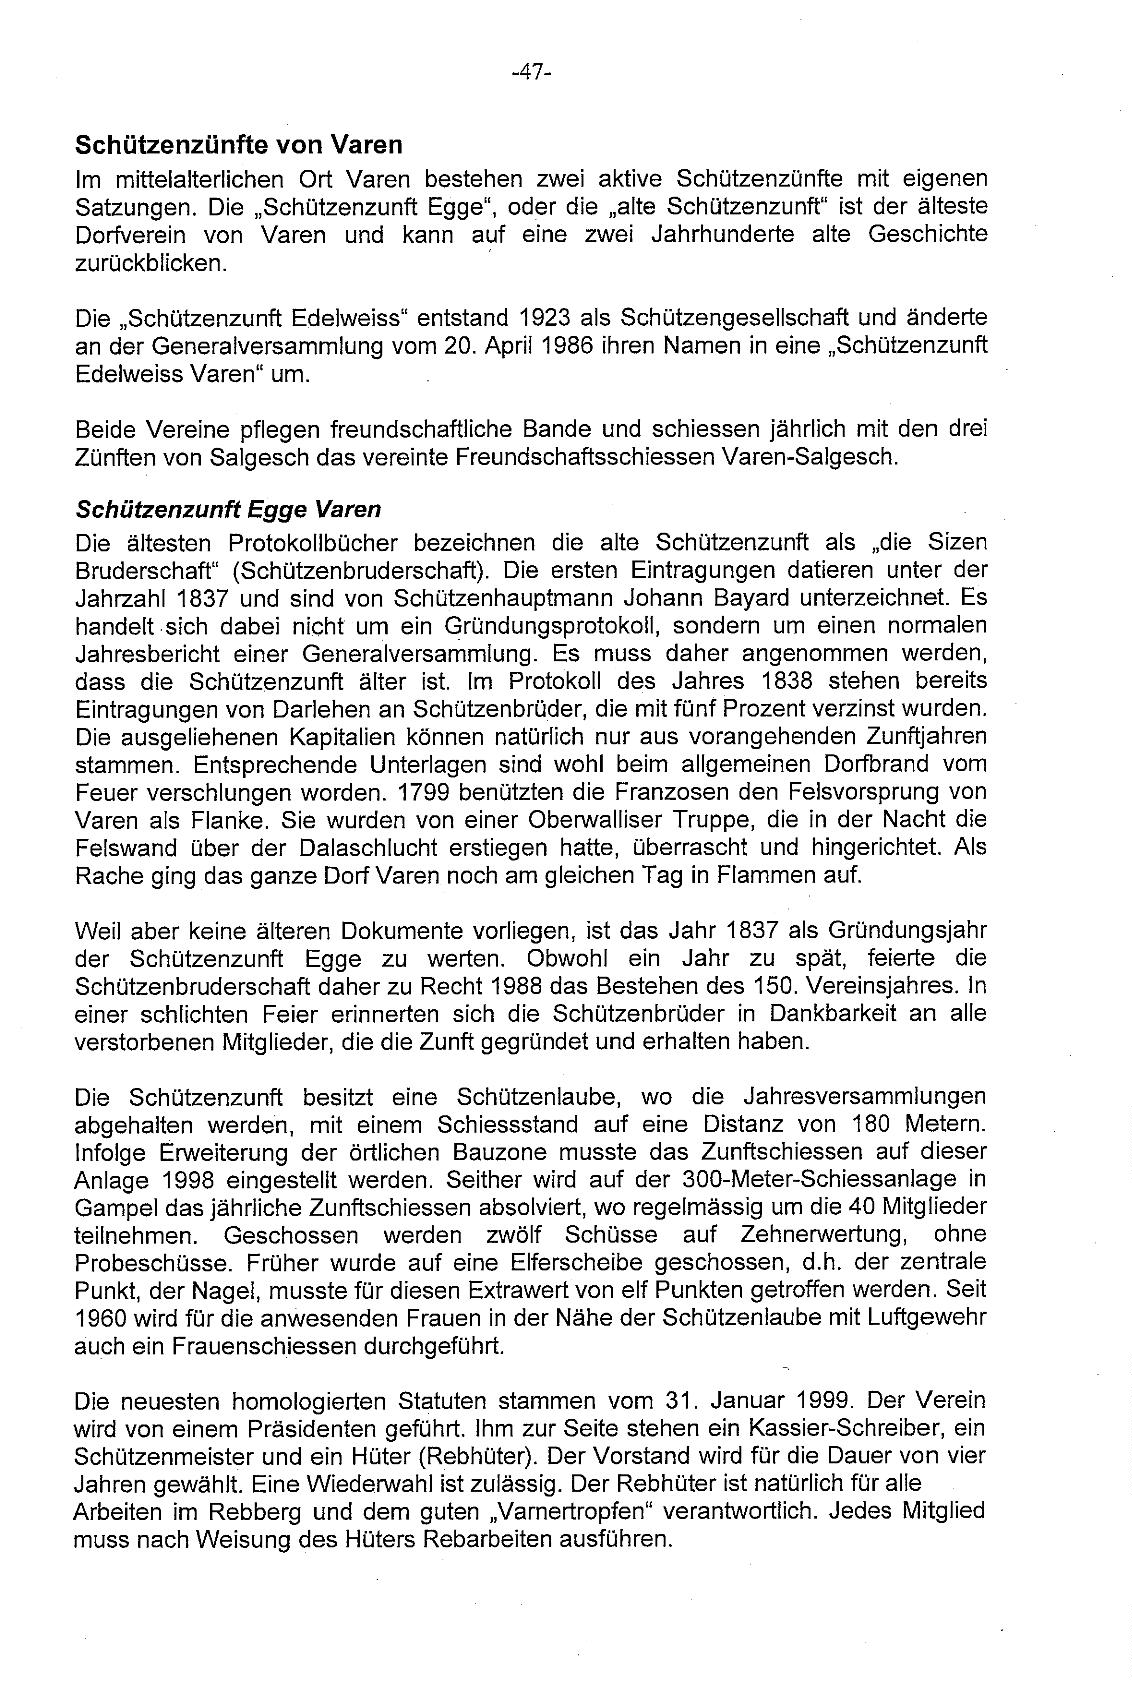 -47-
Schützenzünfte von Varen
Im mittelalterlichen Ort Varen bestehen zwei aktive Schützenzünfte mit eigenen
Satzungen. Die „Schützenzunft Egge“, oder die „alte Schützenzunft“ ist der älteste
Dorfverein von Varen und kann auf eine zwei Jahrhunderte alte Geschichte
zurückblicken.
Die „Schützenzunft Edelweiss“ entstand 1923 als Schützengesellschaft und änderte
an der Generalversammlung vom 20. April 1986 ihren Namen in eine „Schützenzunft
Edelweiss Varen“ um.
Beide Vereine pflegen freundschaftliche Bande und schiessen jährlich mit den drei
Zünften von Salgesch das vereinte Freundschaftsschiessen Varen-Salgesch.
Schützenzunft Egge Varen
Die ältesten Protokollbücher bezeichnen die alte Schützenzunft als „die Sizen
Bruderschaft“ (Schützenbruderschaft). Die ersten Eintragungen datieren unter der
Jahrzahl 1837 und sind von Schützenhauptmann Johann Bayard unterzeichnet. Es
handelt sich dabei nicht um ein Gründungsprotokoll, sondern um einen normalen
Jahresbericht einer Generalversammlung. Es muss daher angenommen werden,
dass die Schützenzunft älter ist. Im Protokoll des Jahres 1838 stehen bereits
Eintragungen von Darlehen an Schützenbrüder, die mit fünf Prozent verzinst wurden.
Die ausgeliehenen Kapitalien können natürlich nur aus vorangehenden Zunftjahren
stammen. Entsprechende Unterlagen sind wohl beim allgemeinen Dorfbrand vom
Feuer verschlungen worden. 1799 benützten die Franzosen den Felsvorsprung von
Varen als Flanke. Sie wurden von einer Oberwalliser Truppe, die in der Nacht die
Felswand über der Dalaschlucht erstiegen hatte, überrascht und hingerichtet. Als
Rache ging das ganze Dorf Varen noch am gleichen Tag in Flammen auf.
Weil aber keine älteren Dokumente vorliegen, ist das Jahr 1837 als Gründungsjahr
der Schützenzunft Egge zu werten. Obwohl ein Jahr zu spät, feierte die
Schützenbruderschaft daher zu Recht 1988 das Bestehen des 150. Vereinsjahres. In
einer schlichten Feier erinnerten sich die Schützenbrüder in Dankbarkeit an alle
verstorbenen Mitglieder, die die Zunft gegründet und erhalten haben.
Die Schützenzunft besitzt eine Schützenlaube, wo die Jahresversammlungen
abgehalten werden, mit einem Schiessstand auf eine Distanz von 180 Metern.
Infolge Erweiterung der örtlichen Bauzone musste das Zunftschiessen auf dieser
Anlage 1998 eingestellt werden. Seither wird auf der 300-Meter-Schiessanlage in
Gampel das jährliche Zunftschiessen absolviert, wo regelmässig um die 40 Mitglieder
teilnehmen. Geschossen werden zwölf Schüsse auf Zehnerwertung, ohne
Probeschüsse. Früher wurde auf eine Elferscheibe geschossen, d.h. der zentrale
Punkt, der Nagel, musste für diesen Extrawert von elf Punkten getroffen werden. Seit
1960 wird für die anwesenden Frauen in der Nähe der Schützenlaube mit Luftgewehr
auch ein Frauenschiessen durchgeführt.
Die neuesten homologierten Statuten stammen vom 31. Januar 1999. Der Verein
wird von einem Präsidenten geführt. Ihm zur Seite stehen ein Kassier-Schreiber, ein
Schützenmeister und ein Hüter (Rebhüter). Der Vorstand wird für die Dauer von vier
Jahren gewählt. Eine Wiederwahl ist zulässig. Der Rebhüter ist natürlich für alle
Arbeiten im Rebberg und dem guten „Varnertropfen“ verantwortlich. Jedes Mitglied
muss nach Weisung des Hüters Rebarbeiten ausführen.